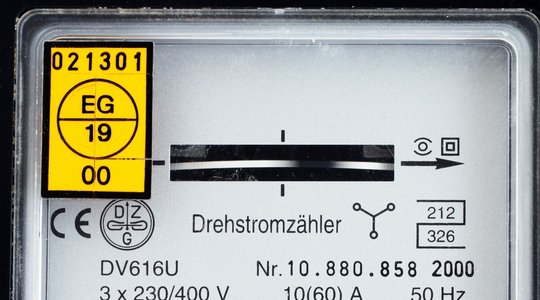 021301
EG
19
00
CE
D Z
G
Drehstromzähler
212
326
DV616U
Nr. 10.880.858 2000
3 x 230/400 V
10(60) A
50 Hz